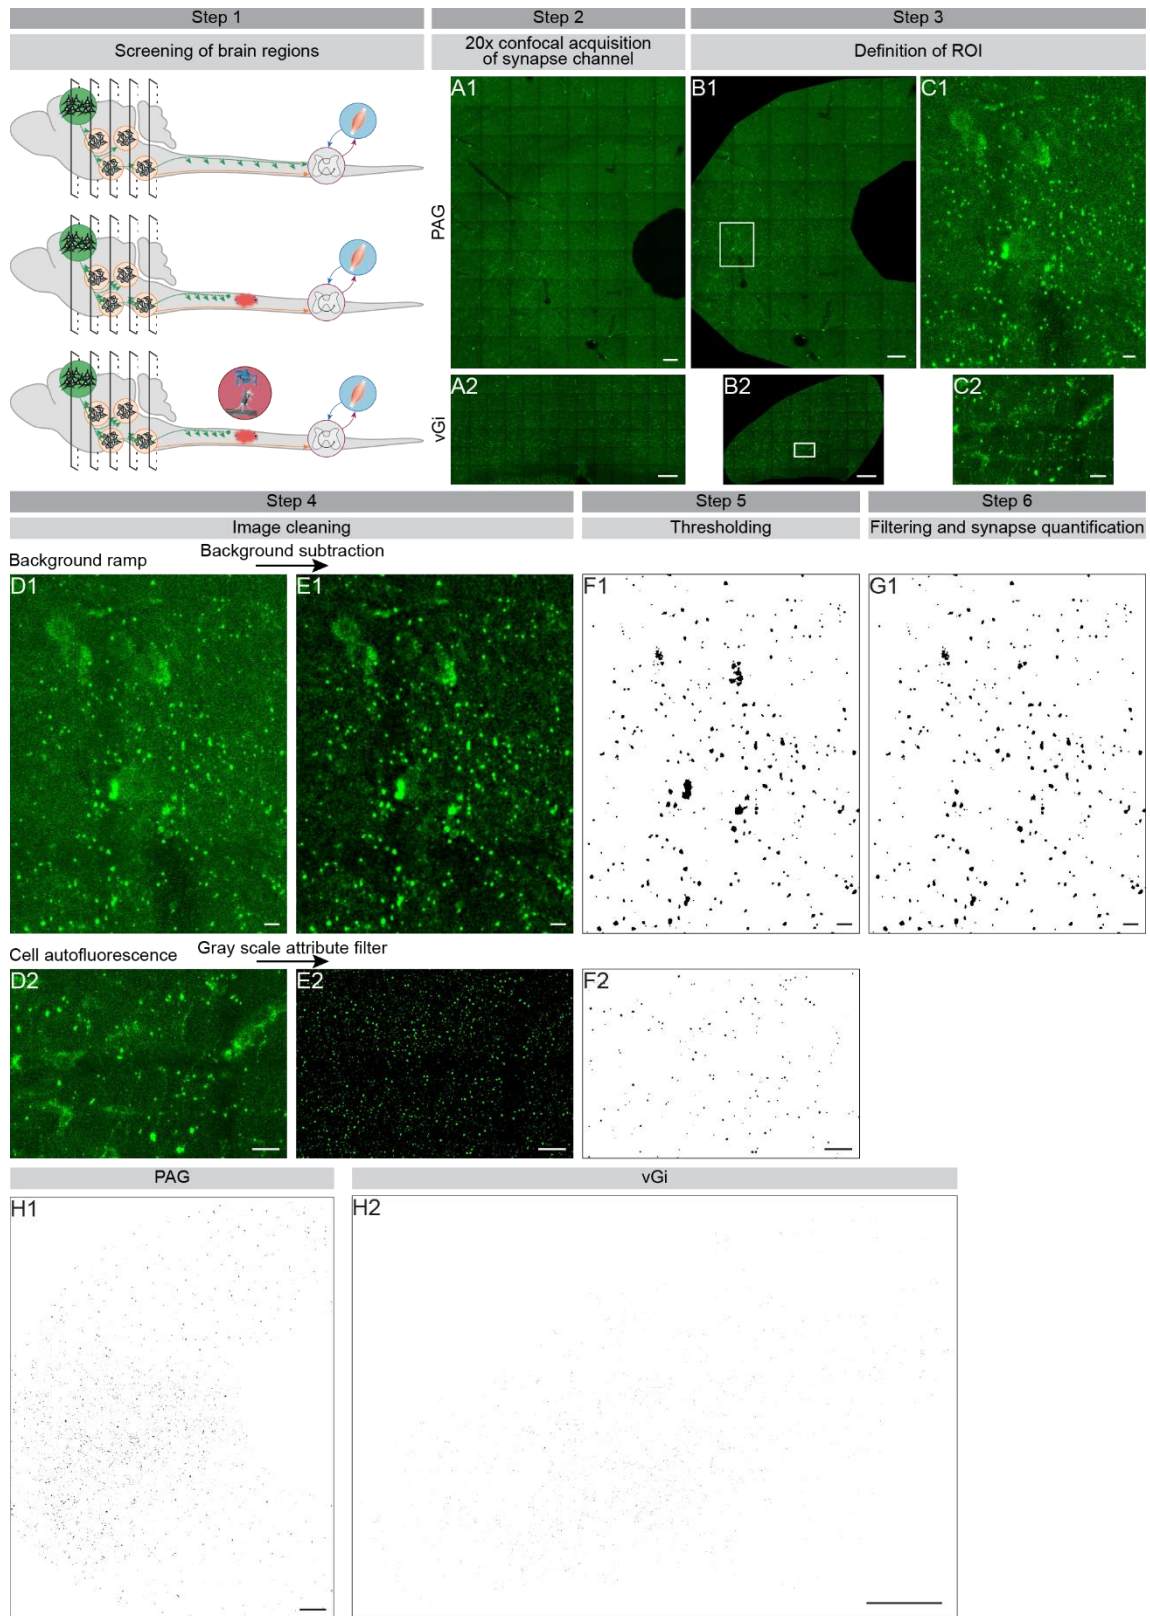 Step 1
Step 2
Step 3
Screening of brain regions
20x confocal acquisition
of synapse channel
Definition of ROI
A1
B1
C1
PAG
A2
B2
C2
vGi
Step 4
Step 5
Step 6
Image cleaning
Thresholding
Filtering and synapse quantification
Background ramp
Background subtraction
D1
E1
F1
G1
Cell autofluorescence
Gray scale attribute filter
D2
E2
F2
PAG
vGi
H1
H2